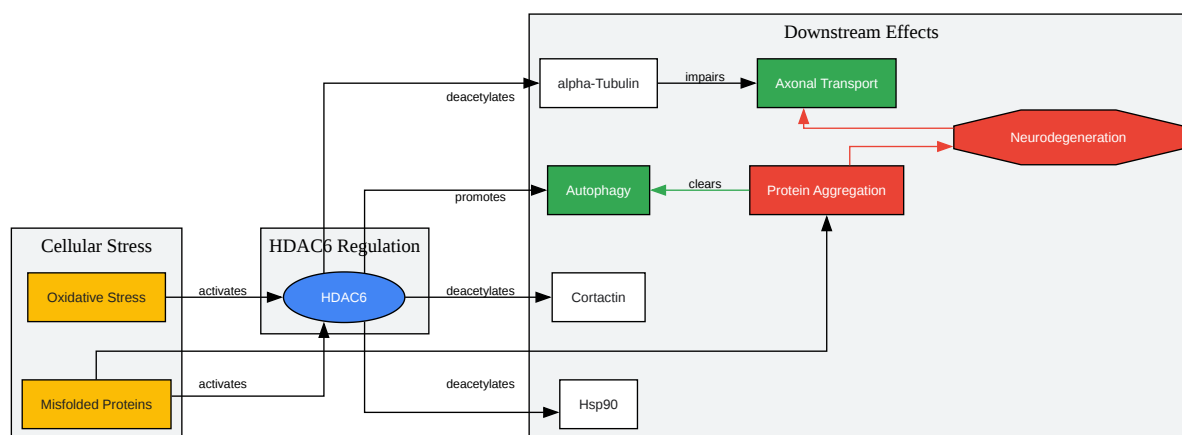 Downstream Effects
alpha-Tubulin
impairs
Axonal Transport
deacetylates
Neurodegeneration
Autophagy
clears
Protein Aggregation
promotes
Cellular Stress
HDAC6 Regulation
Oxidative Stress
activates
HDAC6
deacetylates
Cortactin
Misfolded Proteins
activates
deacetylates
Hsp90